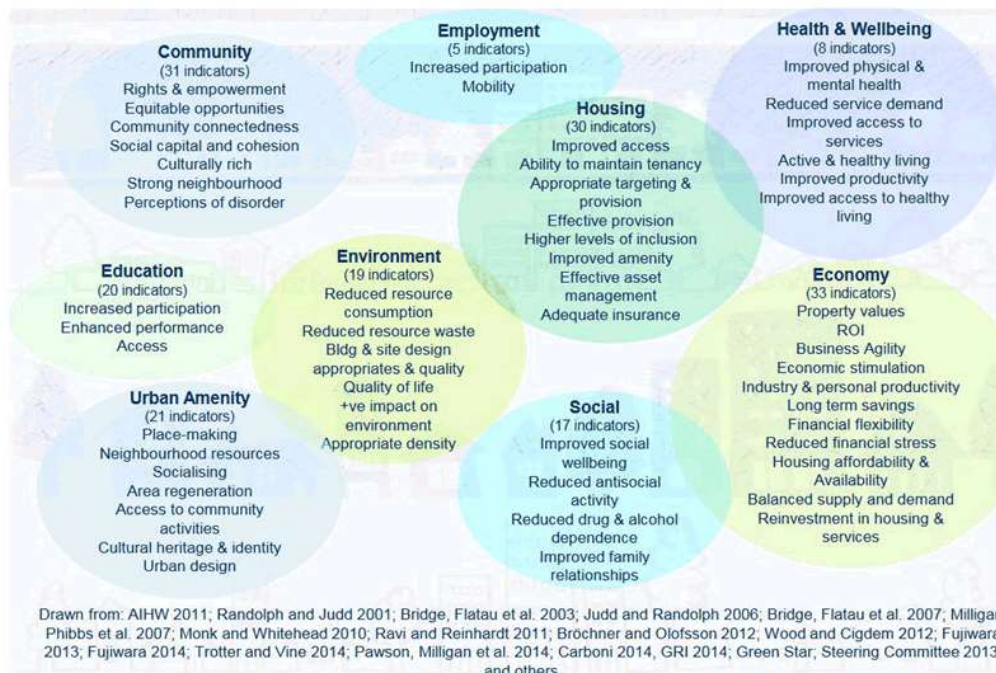 Community
(31 indicators)
Rights & empowerment
Equitable opportunities
Community connectedness
Social capital and cohesion
Culturally rich
Strong neighbourhood
Perceptions of disorder
Employment
(5 indicators)
Increased participation
Mobility
Health & Wellbeing
(8 indicators)
Improved physical &
mental health
Reduced service demand
Improved access to
services
Active & healthy living
Improved productivity
Improved access to healthy
living
Housing
(30 indicators)
Improved access
Ability to maintain tenancy
Appropriate targeting &
provision
Effective provision
Higher levels of inclusion
Improved amenity
Effective asset
management
Adequate insurance
Education
(20 indicators)
Increased participation
Enhanced performance
Access
Environment
(19 indicators)
Reduced resource
consumption
Reduced resource waste
Bldg & site design
appropriates & quality
Quality of life
+ve impact on
environment
Appropriate density
Economy
(33 indicators)
Property values
ROI
Business Agility
Economic stimulation
Industry & personal productivity
Long term savings
Financial flexibility
Reduced financial stress
Housing affordability &
Availability
Balanced supply and demand
Reinvestment in housing &
services
Urban Amenity
(21 indicators)
Place-making
Neighbourhood resources
Socialising
Area regeneration
Access to community
activities
Cultural heritage & identity
Urban design
Social
(17 indicators)
Improved social
wellbeing
Reduced antisocial
activity
Reduced drug & alcohol
dependence
Improved family
relationships
Drawn from: AIHW 2011; Randolph and Judd 2001; Bridge, Flatau et al. 2003; Judd and Randolph 2006; Bridge, Flatau et al. 2007; Milligan
Phibbs et al. 2007; Monk and Whitehead 2010; Ravi and Reinhardt 2011; Bröchner and Olofsson 2012; Wood and Cigdem 2012; Fujiwara
2013; Fujiwara 2014; Trotter and Vine 2014; Pawson, Milligan et al. 2014; Carboni 2014, GRI 2014; Green Star; Steering Committee 2013
and others